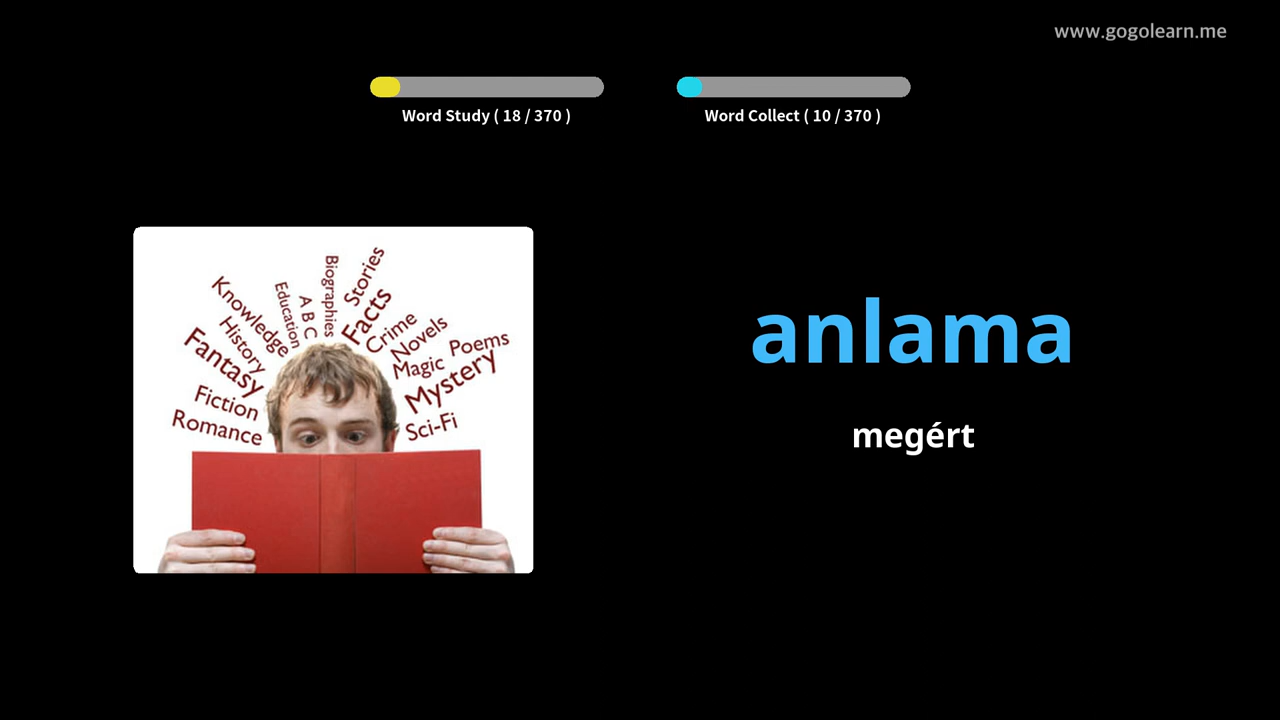 www.gogolearn.me
Word Study ( 18 / 370 )
Word Collect ( 10 / 370 )
Biographies
Stories
Education
A B C
Facts
Knowledge
Crime
History
Novels
Poems
Fantasy
Magic
Mystery
Fiction
Romance
Sci-Fi
anlama
megért